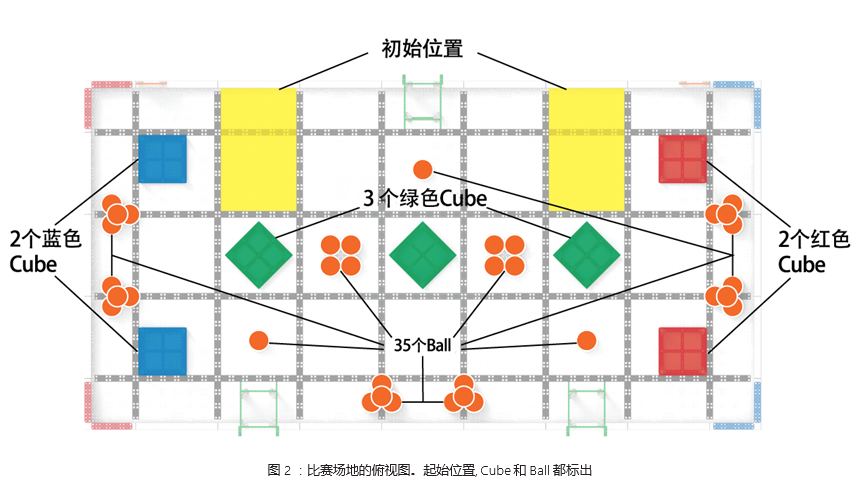 初始位置
3 个绿色Cube
2个蓝色
Cube
2个红色
Cube
35个Ball
图 2 ：比赛场地的俯视图。起始位置, Cube 和 Ball 都标出